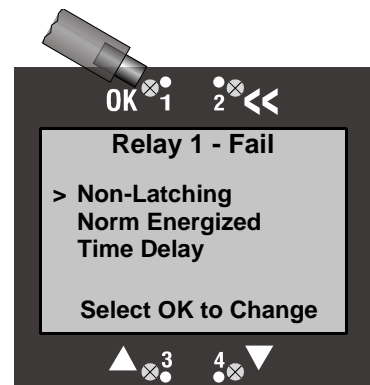 OK 1 2 <<
Relay 1 - Fail
> Non-Latching
Norm Energized
Time Delay
Select OK to Change
3 4